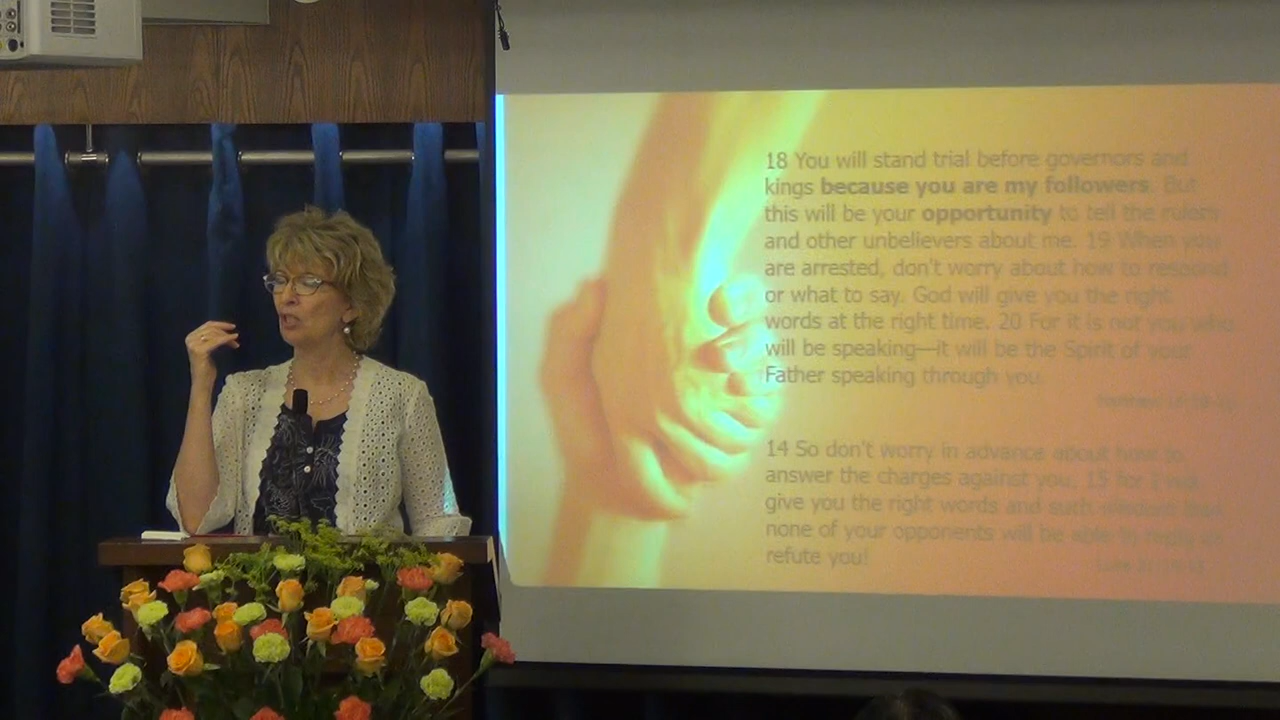 18 You will stand trial before governors and
kings because you are my followers. But
this will be your opportunity to tell the rulers
and other unbelievers about me. 19 When you
are arrested, don't worry about how to respond
or what to say. God will give you the right
words at the right time. 20 For it is not you who
will be speaking—it will be the Spirit of your
Father speaking through you.
14 So don't worry in advance about how to
answer the charges against you, 15 for I will
give you the right words and such wisdom that
none of your opponents will be able to reply or
refute you!